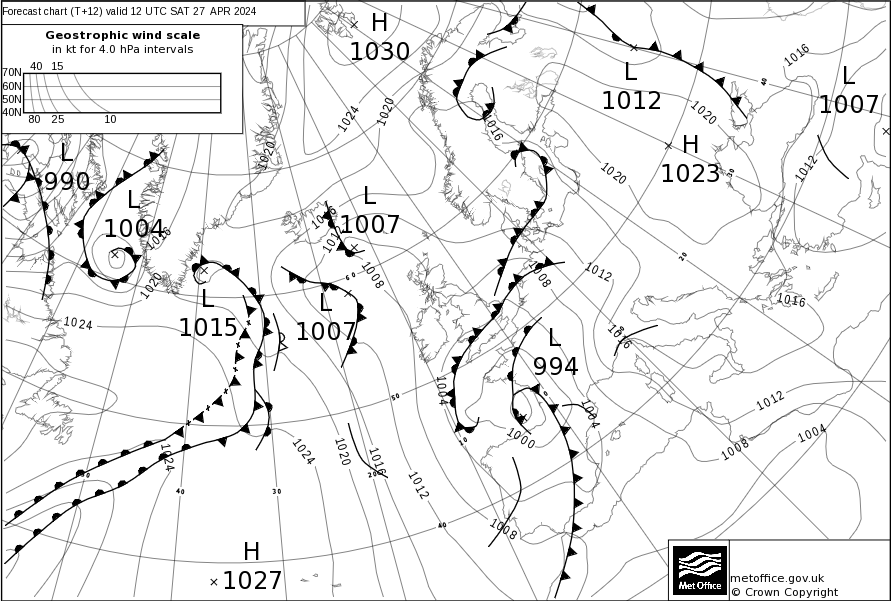 Forecast chart (T+12) valid 12 UTC SAT 27 APR 2024
Geostrophic wind scale
in kt for 4.0 hPa intervals
40 15
70N
60N
50N
40N
80 25 10
H
1030
L
1012
L
1007
H
1023
L
990
L
1004
L
1007
L
1015
L
1007
L
994
H
1027
1016
1020
1024
1020
1020
1016
1020
1012
1016
1016
1012
1008
1008
1012
1016
1020
1024
1016
1004
1004
1000
1012
1004
1008
1024
1024
1020
1016
1012
1008
60
50
40
40
30
20
20
10
metoffice.gov.uk
© Crown Copyright
Met Office